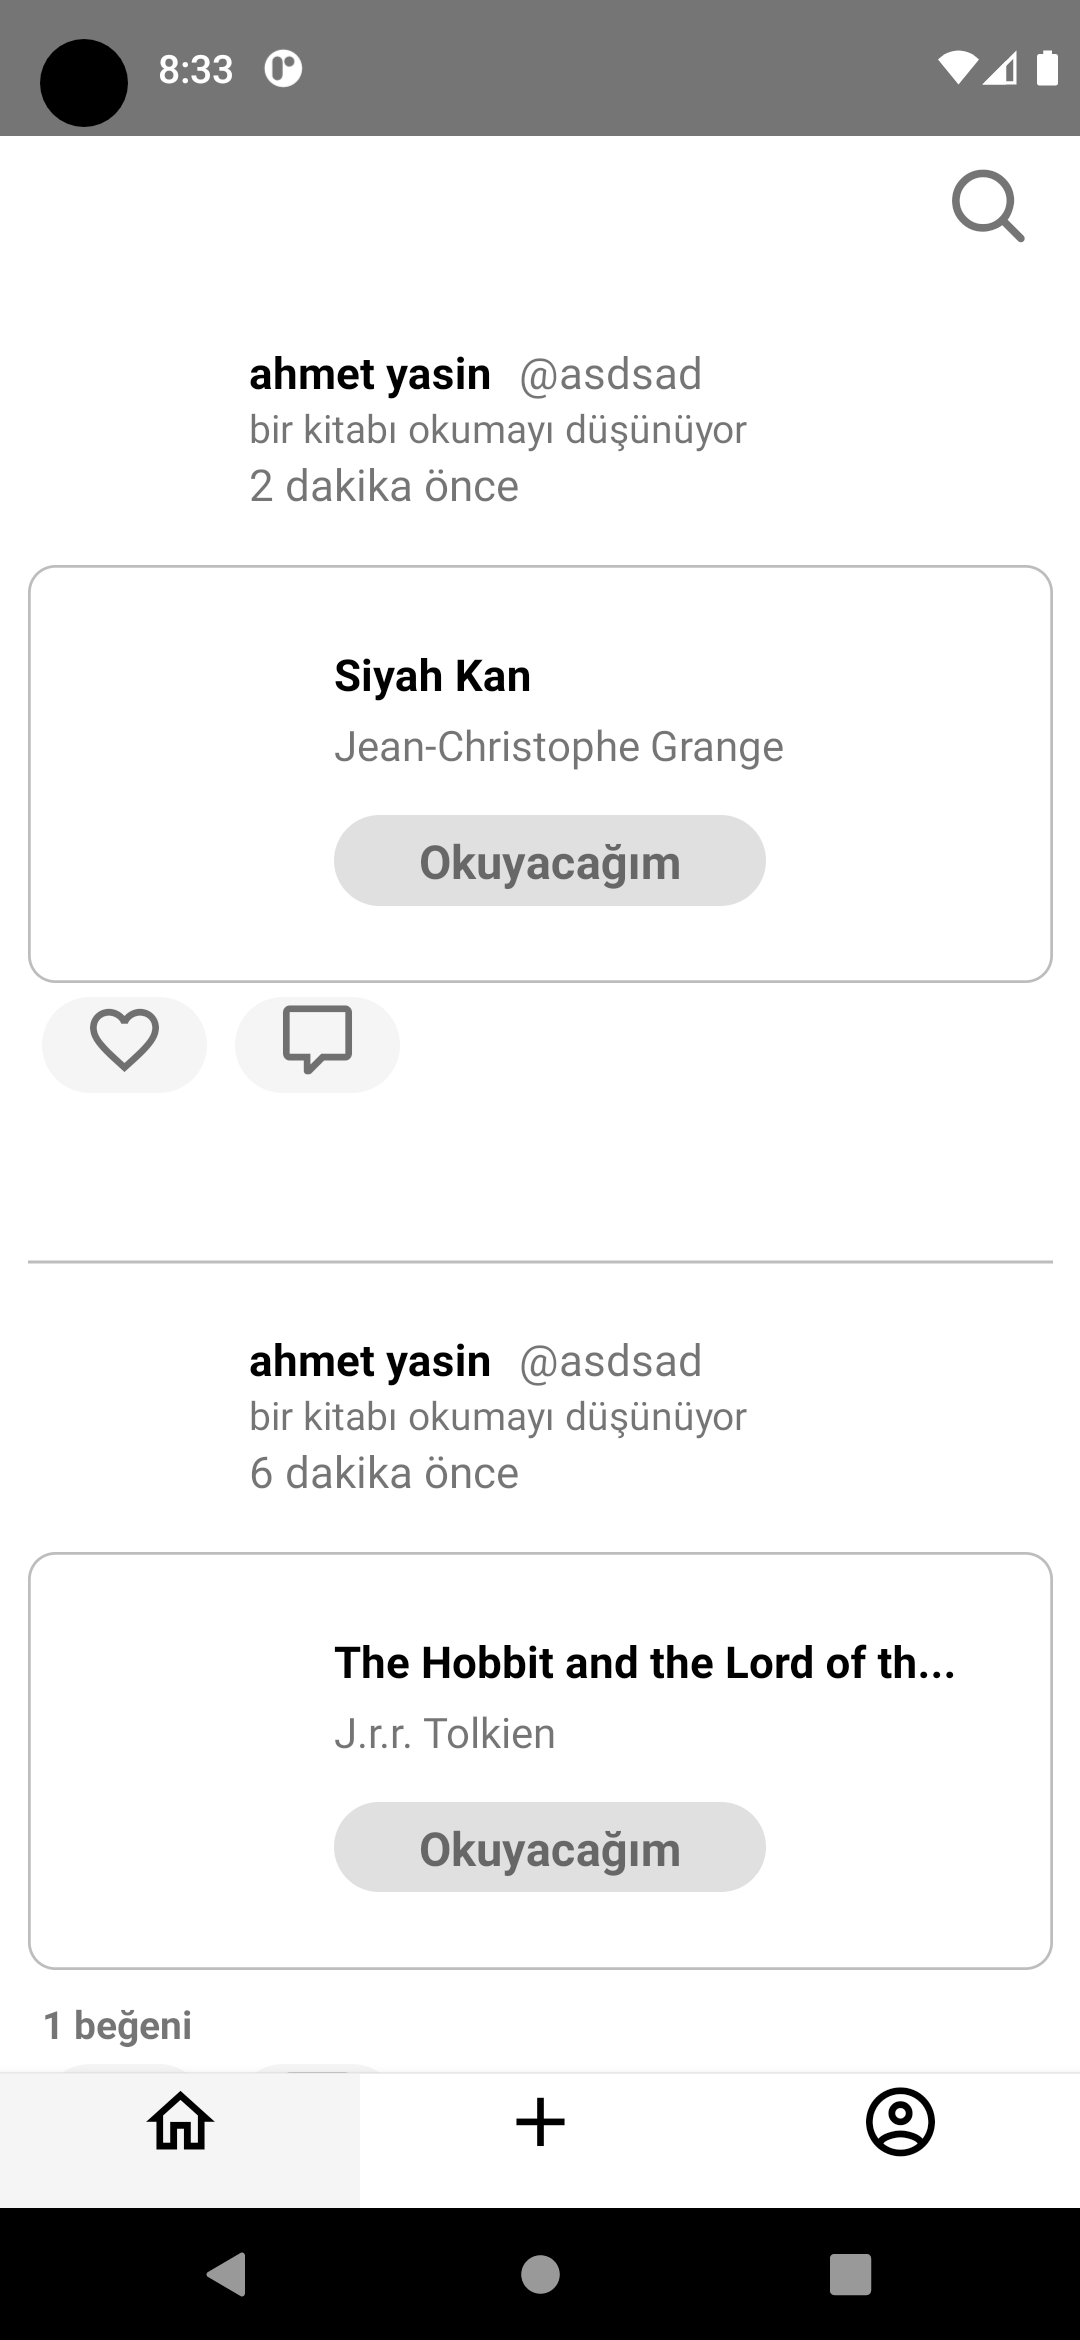 8:33
ahmet yasin @asdsad
bir kitabı okumayı düşünüyor
2 dakika önce
Siyah Kan
Jean-Christophe Grange
Okuyacağım
ahmet yasin @asdsad
bir kitabı okumayı düşünüyor
6 dakika önce
The Hobbit and the Lord of th...
J.r.r. Tolkien
Okuyacağım
1 beğeni